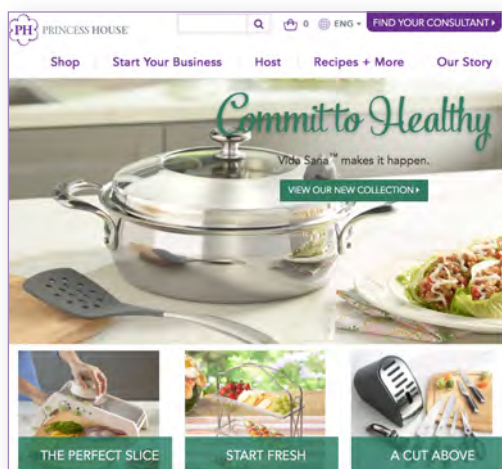 PH PRINCESS HOUSE
0 ENG FIND YOUR CONSULTANT
Shop Start Your Business Host Recipes + More Our Story
Commit to Healthy
Vida Sana™ makes it happen.
VIEW OUR NEW COLLECTION
THE PERFECT SLICE START FRESH A CUT ABOVE